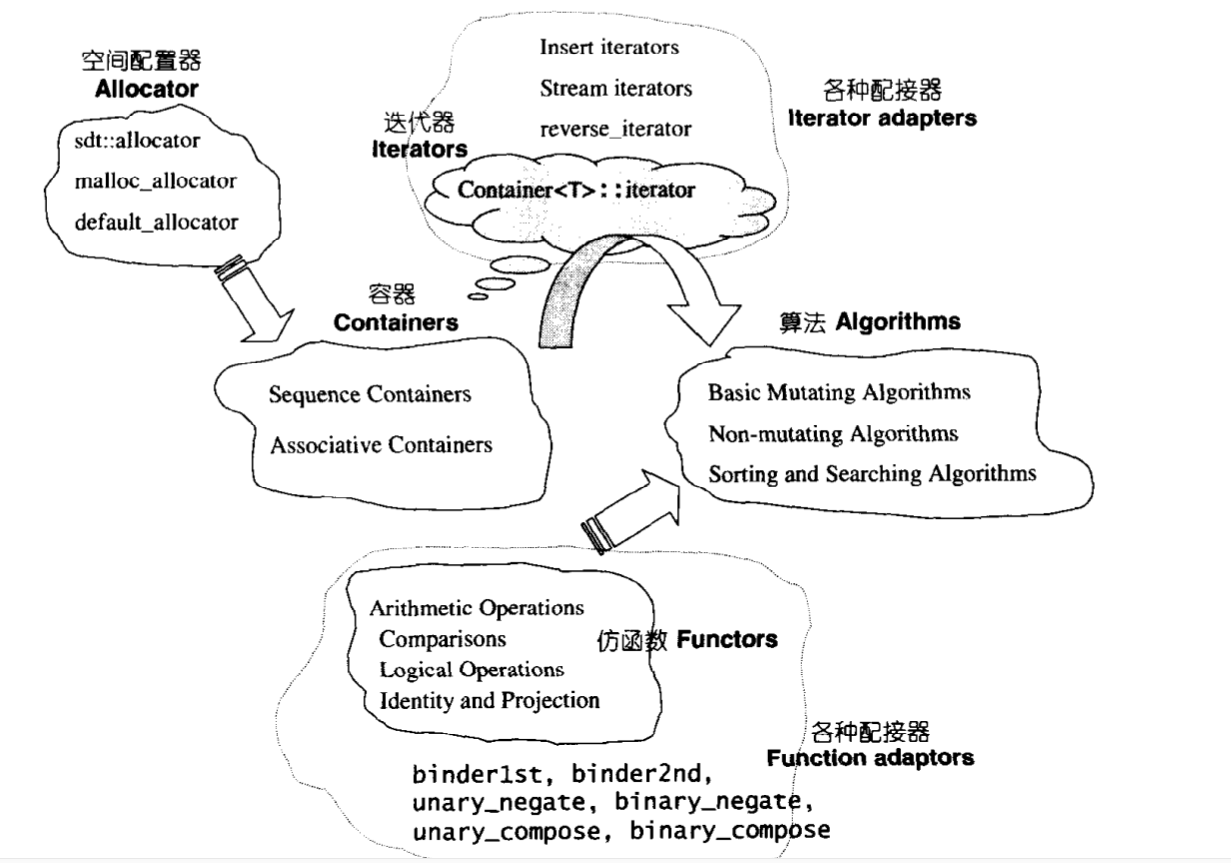 空间配置器
Allocator
sdt::allocator
malloc_allocator
default_allocator
Insert iterators
Stream iterators
reverse_iterator
迭代器
Iterators
Container<T>::iterator
各种配接器
Iterator adapters
容器
Containers
Sequence Containers
Associative Containers
算法 Algorithms
Basic Mutating Algorithms
Non-mutating Algorithms
Sorting and Searching Algorithms
Arithmetic Operations
Comparisons
Logical Operations
Identity and Projection
仿函数 Functors
各种配接器
Function adaptors
binder1st, binder2nd,
unary_negate, binary_negate,
unary_compose, binary_compose